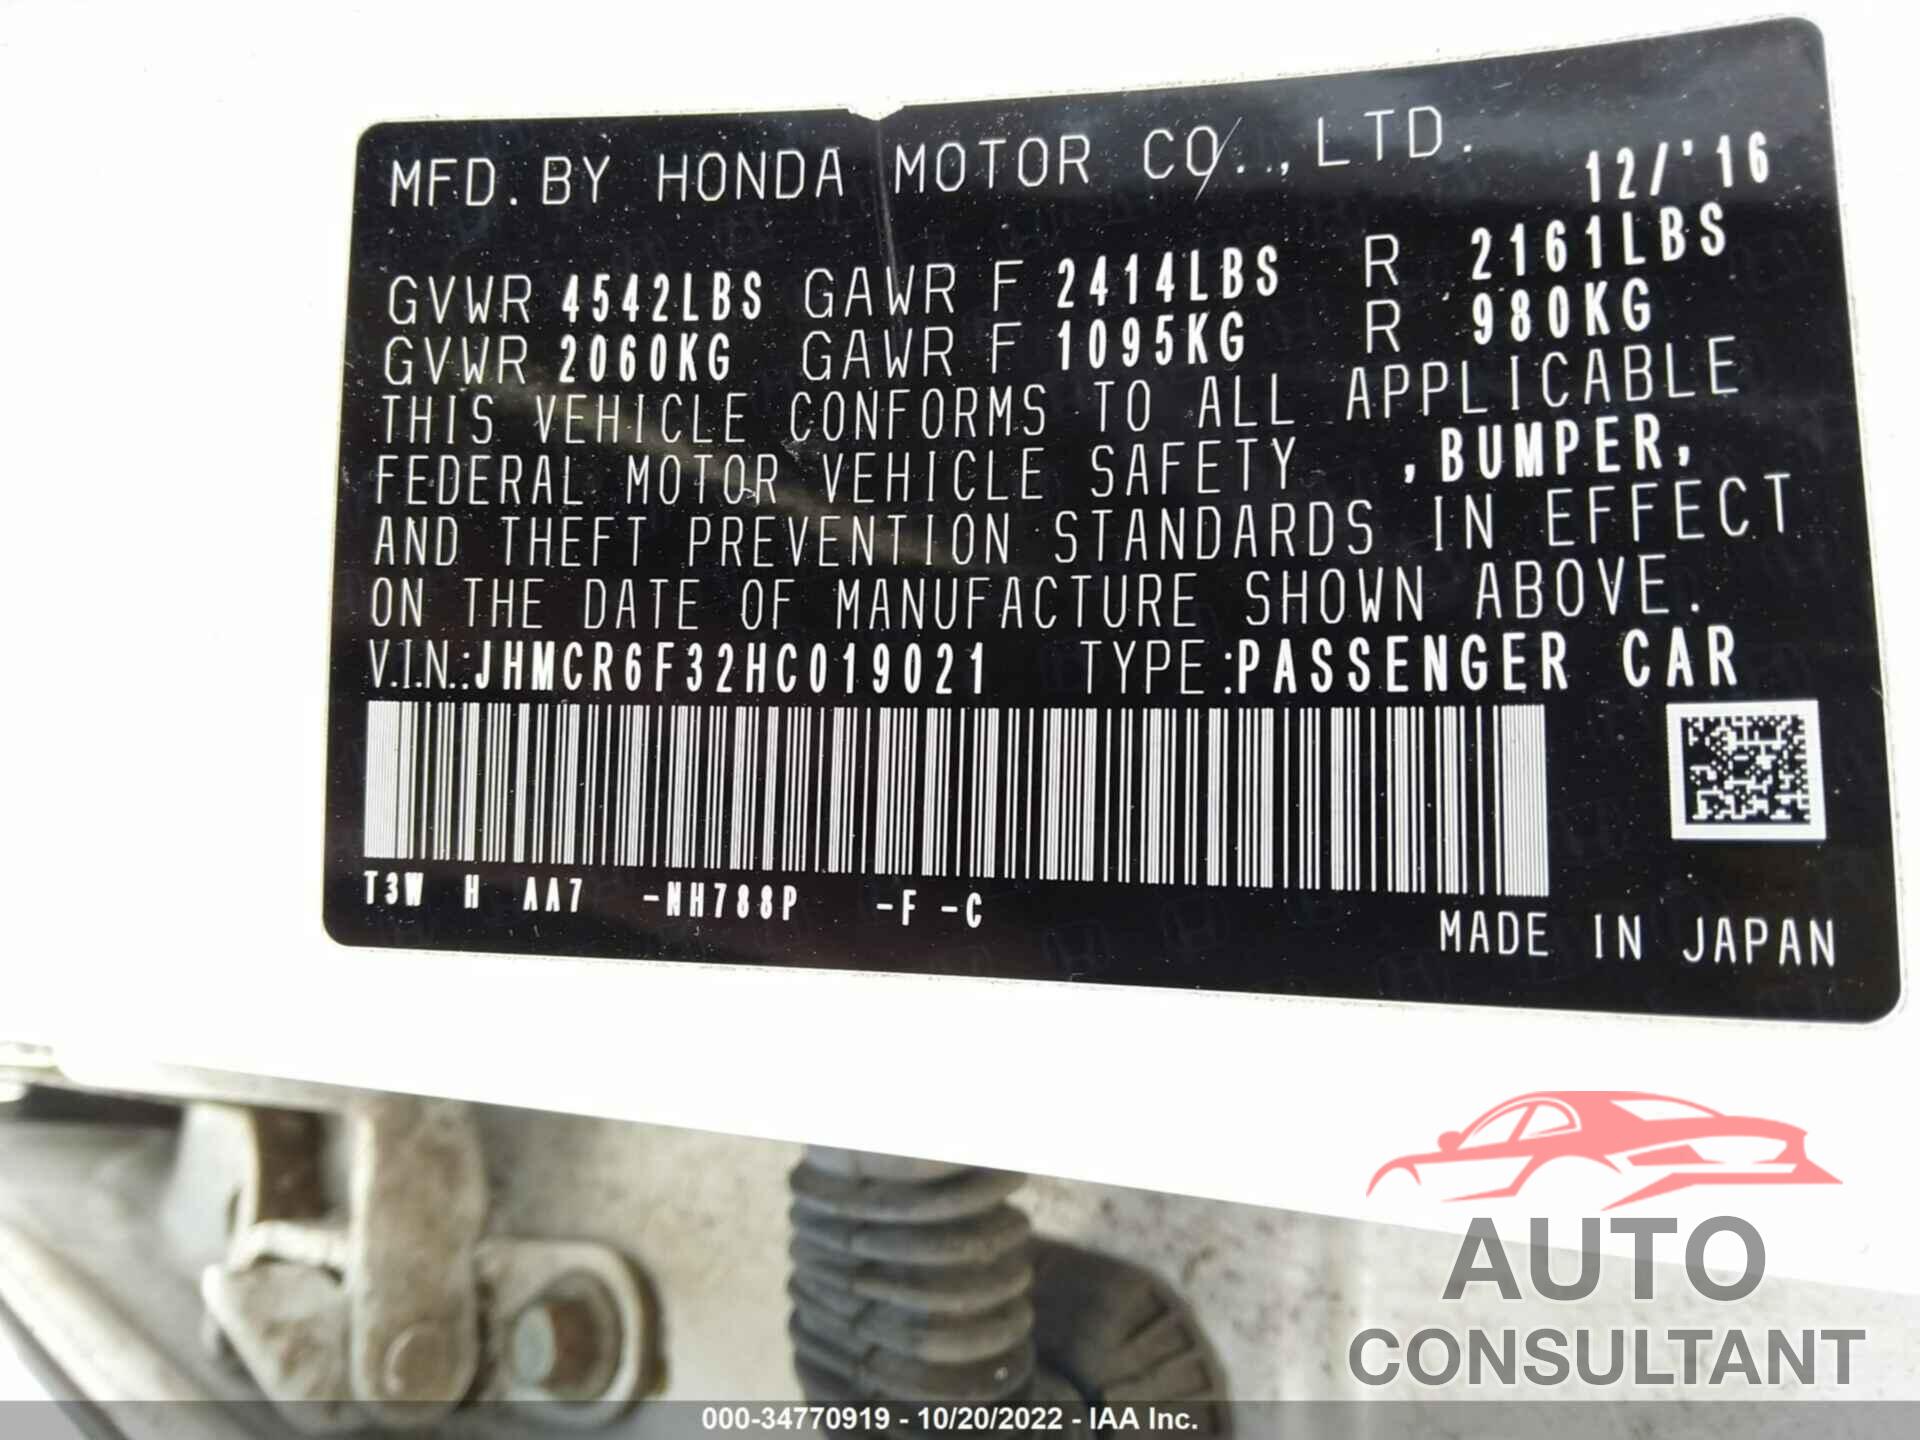 MFD. BY HONDA MOTOR CO., LTD. 12/'16
GVWR 4542LBS GAWR F 2414LBS R 2161LBS
GVWR 2060KG GAWR F 1095KG R 980KG
THIS VEHICLE CONFORMS TO ALL APPLICABLE
FEDERAL MOTOR VEHICLE SAFETY , BUMPER,
AND THEFT PREVENTION STANDARDS IN EFFECT
ON THE DATE OF MANUFACTURE SHOWN ABOVE.
V.I.N.:JHMCR6F32HC019021 TYPE:PASSENGER CAR
T3W H AA7 -NH788P -F -C
MADE IN JAPAN
AUTO
CONSULTANT
000-34770919 - 10/20/2022 - IAA Inc.